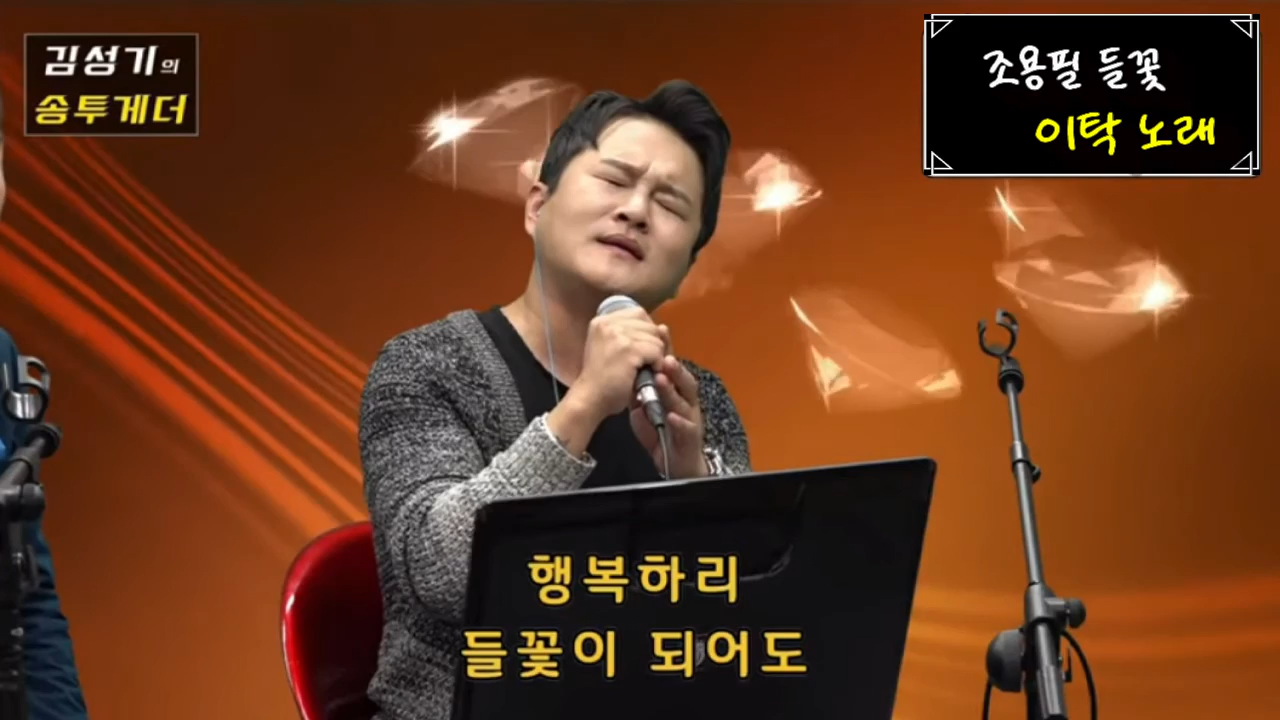 김성기의
송투게더
조용필 들꽃
이탁 노래
행복하리
들꽃이 되어도